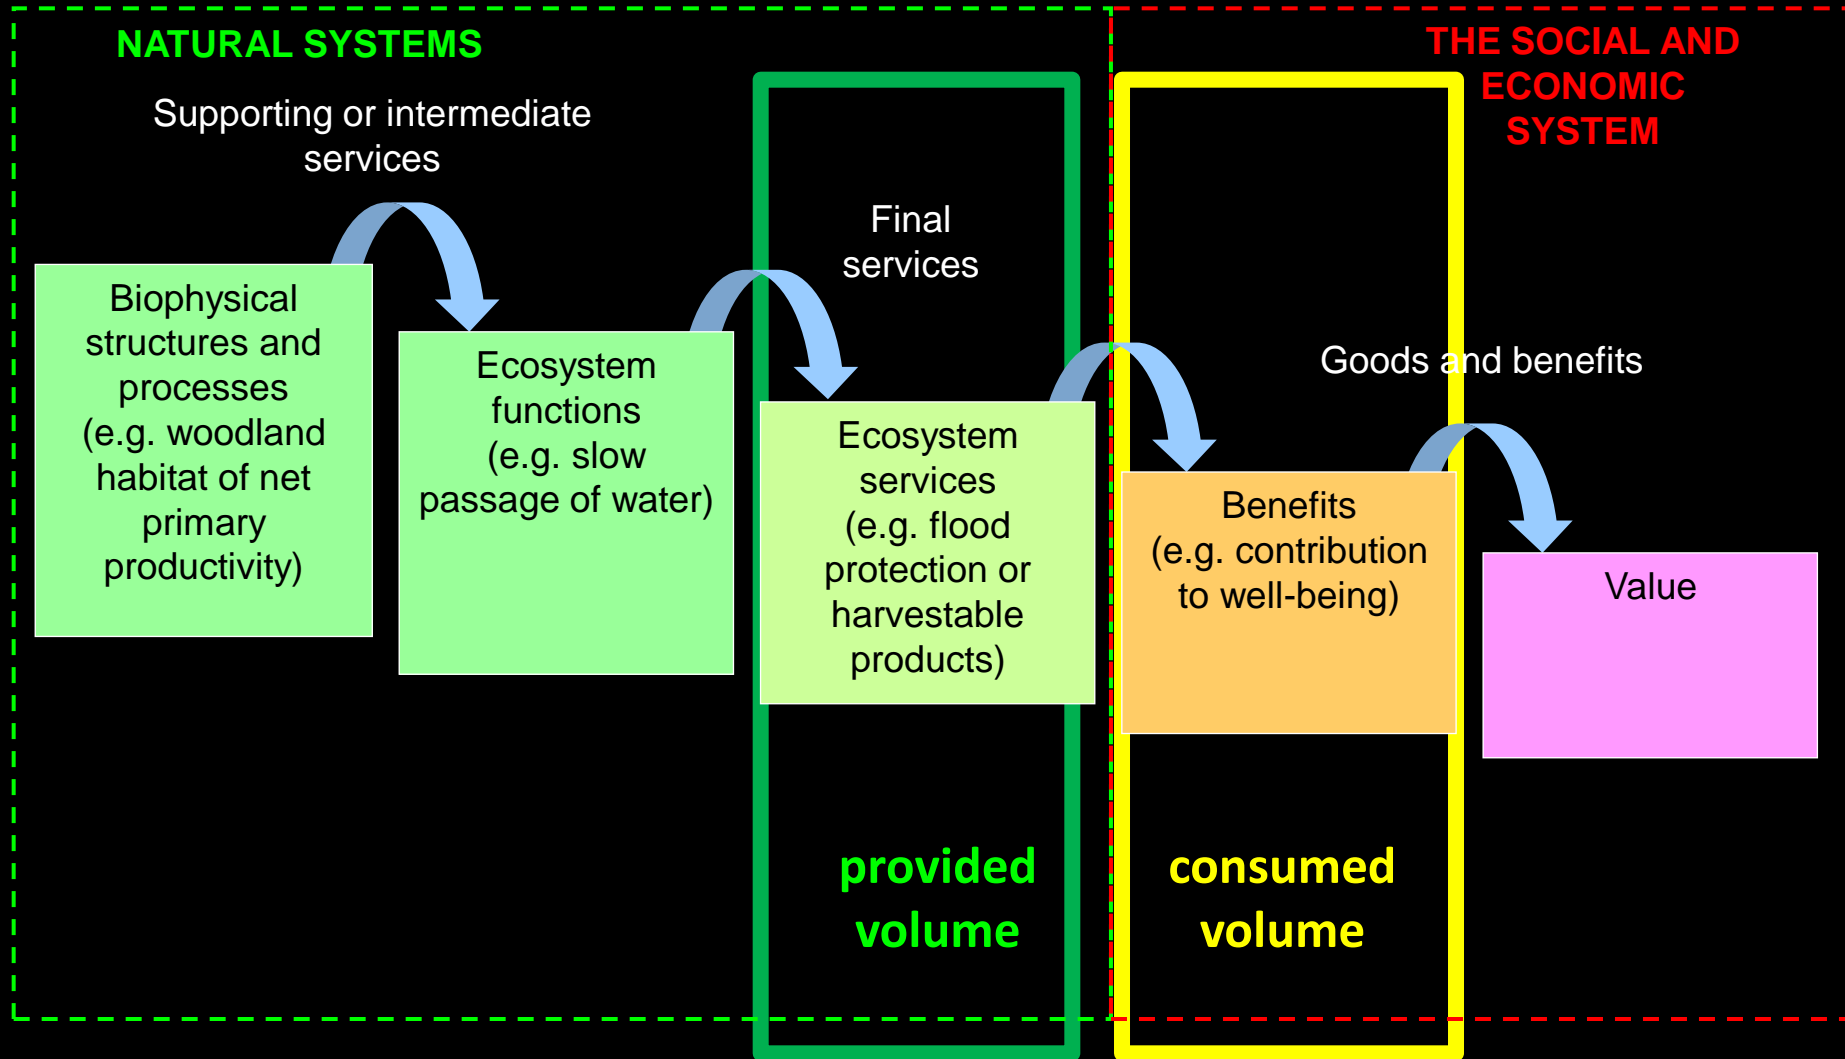 NATURAL SYSTEMS
THE SOCIAL AND
ECONOMIC
SYSTEM
Supporting or intermediate
services
Final
services
Goods and benefits
Biophysical
structures and
processes
(e.g. woodland
habitat of net
primary
productivity)
Ecosystem
functions
(e.g. slow
passage of water)
Ecosystem
services
(e.g. flood
protection or
harvestable
products)
Benefits
(e.g. contribution
to well-being)
Value
provided
volume
consumed
volume